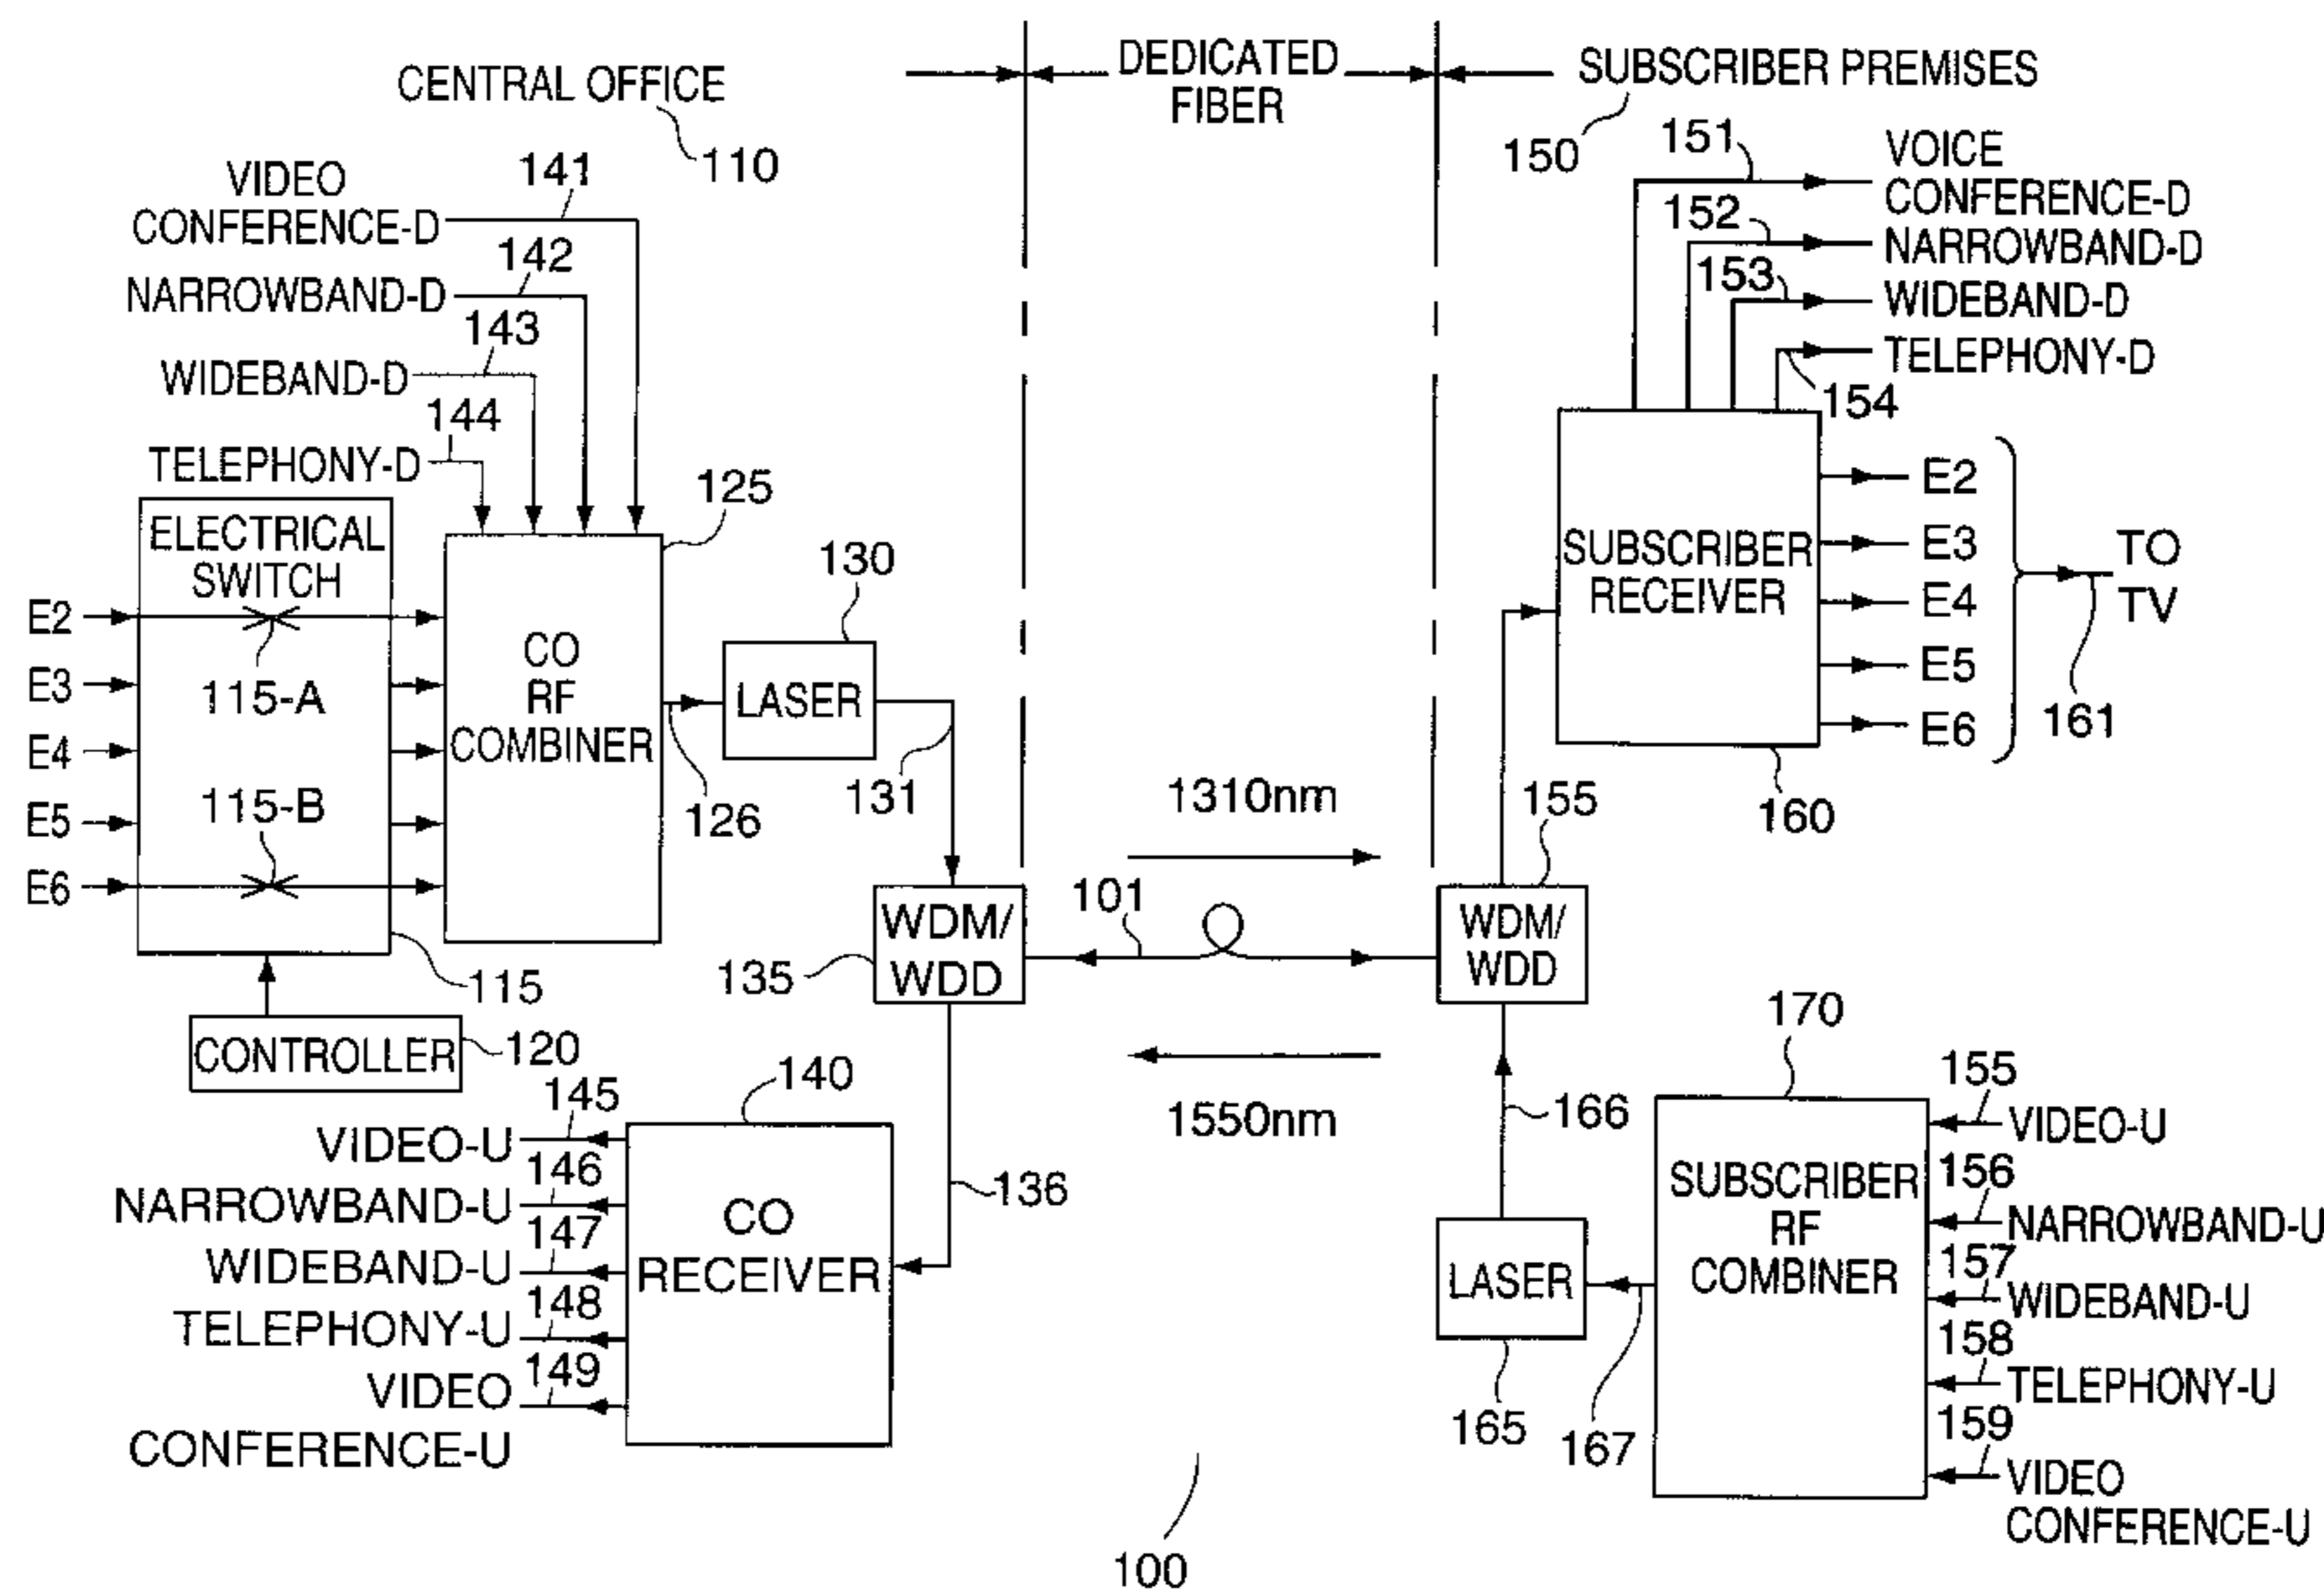 CENTRAL OFFICE
110
DEDICATED
FIBER
SUBSCRIBER PREMISES
150
VIDEO
CONFERENCE-D
141
NARROWBAND-D
142
WIDEBAND-D
143
TELEPHONY-D
144
ELECTRICAL
SWITCH
E2
E3
E4
E5
E6
115-A
115-B
115
CONTROLLER
120
CO
RF
COMBINER
125
126
LASER
130
131
WDM/
WDD
135
136
101
1310nm
1550nm
CO
RECEIVER
140
VIDEO-U
145
NARROWBAND-U
146
WIDEBAND-U
147
TELEPHONY-U
148
VIDEO
CONFERENCE-U
149
151
VOICE
CONFERENCE-D
152
NARROWBAND-D
153
WIDEBAND-D
154
TELEPHONY-D
SUBSCRIBER
RECEIVER
160
E2
E3
E4
E5
E6
TO
TV
161
WDM/
WDD
155
166
LASER
165
167
SUBSCRIBER
RF
COMBINER
170
155
VIDEO-U
156
NARROWBAND-U
157
WIDEBAND-U
158
TELEPHONY-U
159
VIDEO
CONFERENCE-U
100